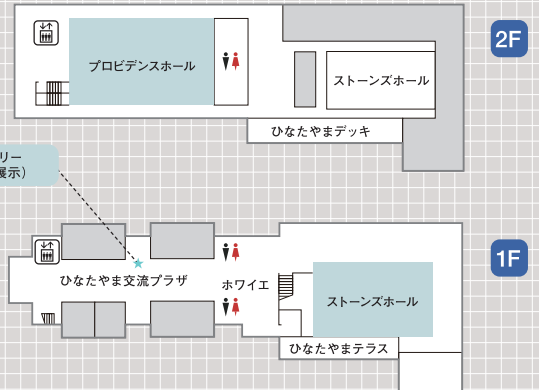 2F
プロビデンスホール
ストーンズホール
ひなたやまデッキ
リー
展示)
1F
ひなたやま交流プラザ
ホワイエ
ストーンズホール
ひなたやまテラス